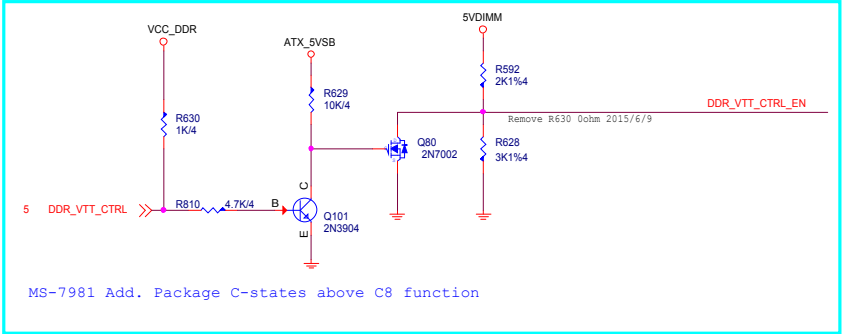 VCC_DDR
ATX_5VSB
5VDIMM
R592
2K1%4
R629
10K/4
R630
1K/4
DDR_VTT_CTRL_EN
Remove R630 0ohm 2015/6/9
Q80
2N7002
R628
3K1%4
5 DDR_VTT_CTRL
R810 4.7K/4
B
C
E
Q101
2N3904
MS-7981 Add. Package C-states above C8 function